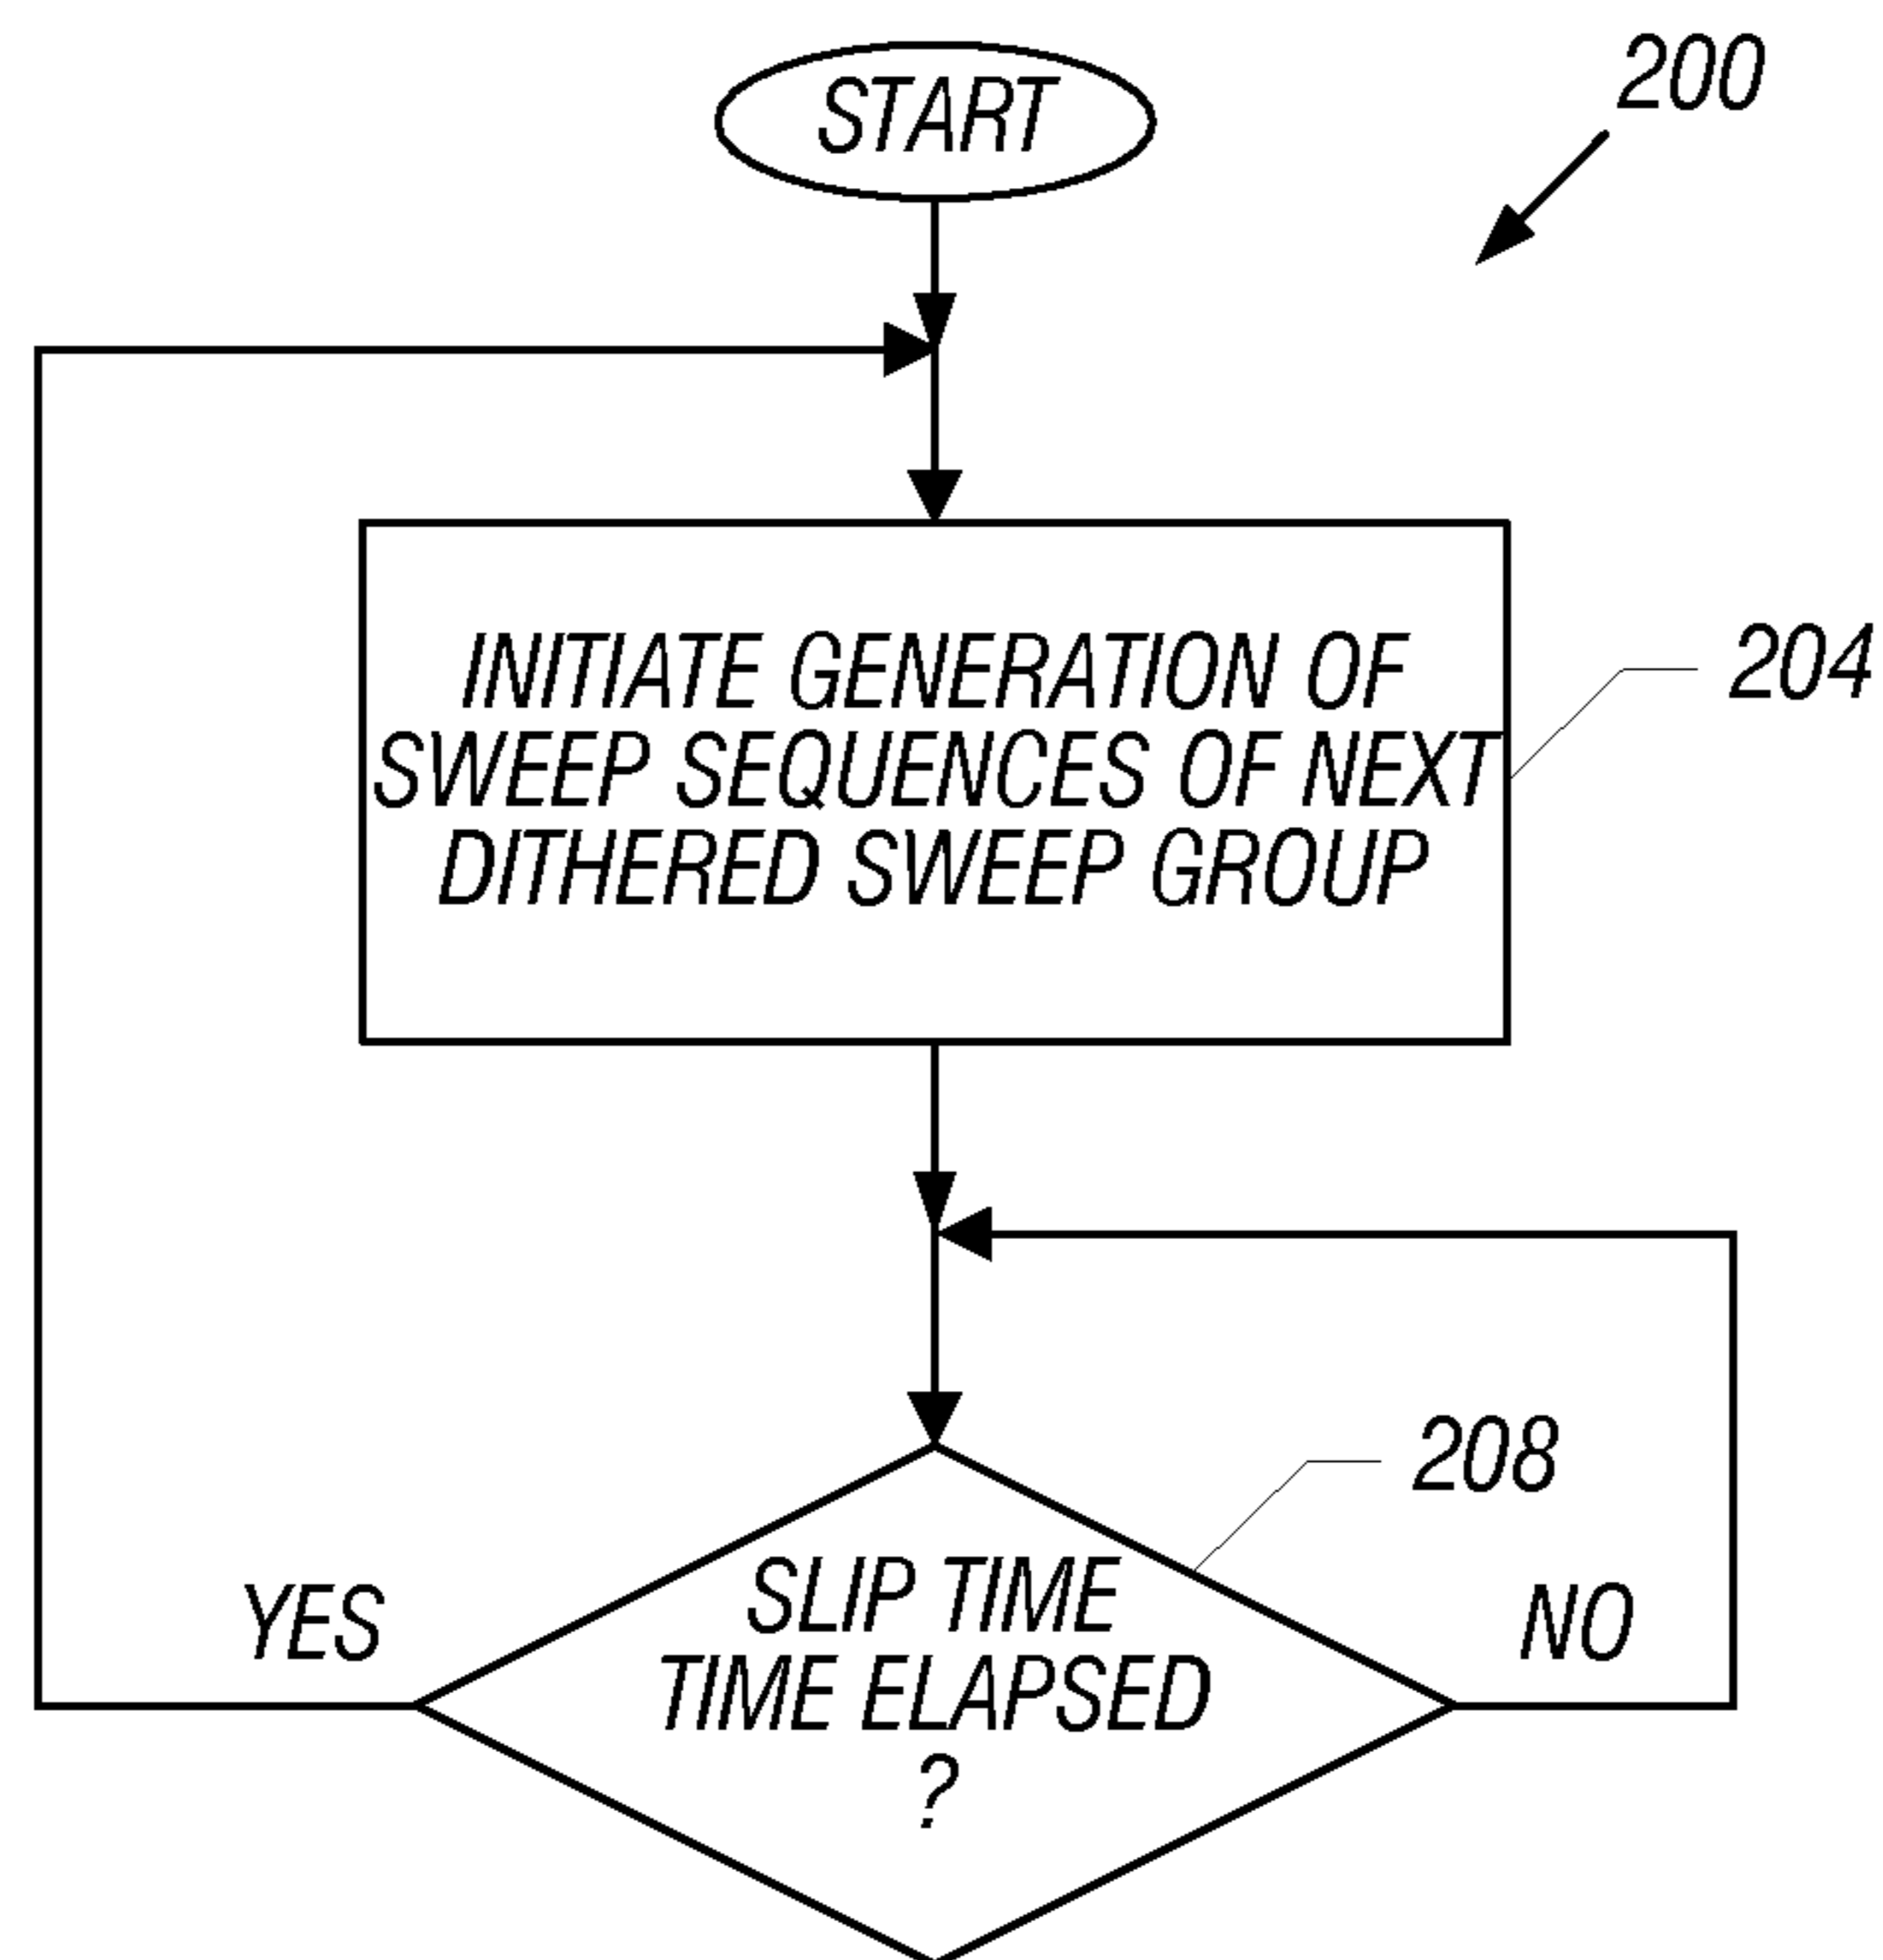 START
200
INITIATE GENERATION OF
SWEEP SEQUENCES OF NEXT
DITHERED SWEEP GROUP
204
208
SLIP TIME
TIME ELAPSED
?
YES
NO